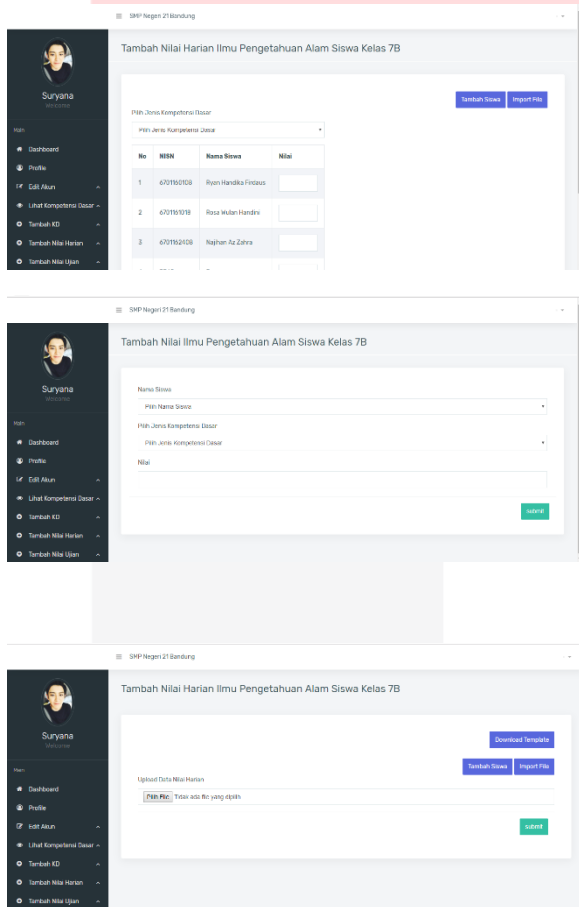 SMP Negeri 21 Bandung
Tambah Nilai Harian Ilmu Pengetahuan Alam Siswa Kelas 7B
Suryana
Welcome
Tambah Siswa
Import File
Pilih Jenis Kompetensi Dasar
Pilih Jenis Kompetensi Dasar
Main
Dashboard
Profile
Edit Akun
Lihat Kompetensi Dasar
Tambah KD
Tambah Nilai Harian
Tambah Nilai Ujian
No NISN Nama Siswa Nilai
1 6701160108 Ryan Handika Firdaus
2 6701161018 Rosa Wulan Handini
3 6701162408 Najihan Az Zahra
SMP Negeri 21 Bandung
Tambah Nilai Ilmu Pengetahuan Alam Siswa Kelas 7B
Suryana
Welcome
Main
Dashboard
Profile
Edit Akun
Lihat Kompetensi Dasar
Tambah KD
Tambah Nilai Harian
Tambah Nilai Ujian
Nama Siswa
Pilih Nama Siswa
Pilih Jenis Kompetensi Dasar
Pilih Jenis Kompetensi Dasar
Nilai
submit
SMP Negeri 21 Bandung
Tambah Nilai Harian Ilmu Pengetahuan Alam Siswa Kelas 7B
Suryana
Welcome
Main
Dashboard
Profile
Edit Akun
Lihat Kompetensi Dasar
Tambah KD
Tambah Nilai Harian
Tambah Nilai Ujian
Download Template
Tambah Siswa
Import File
Upload Data Nilai Harian
Pilih File Tidak ada file yang dipilih
submit